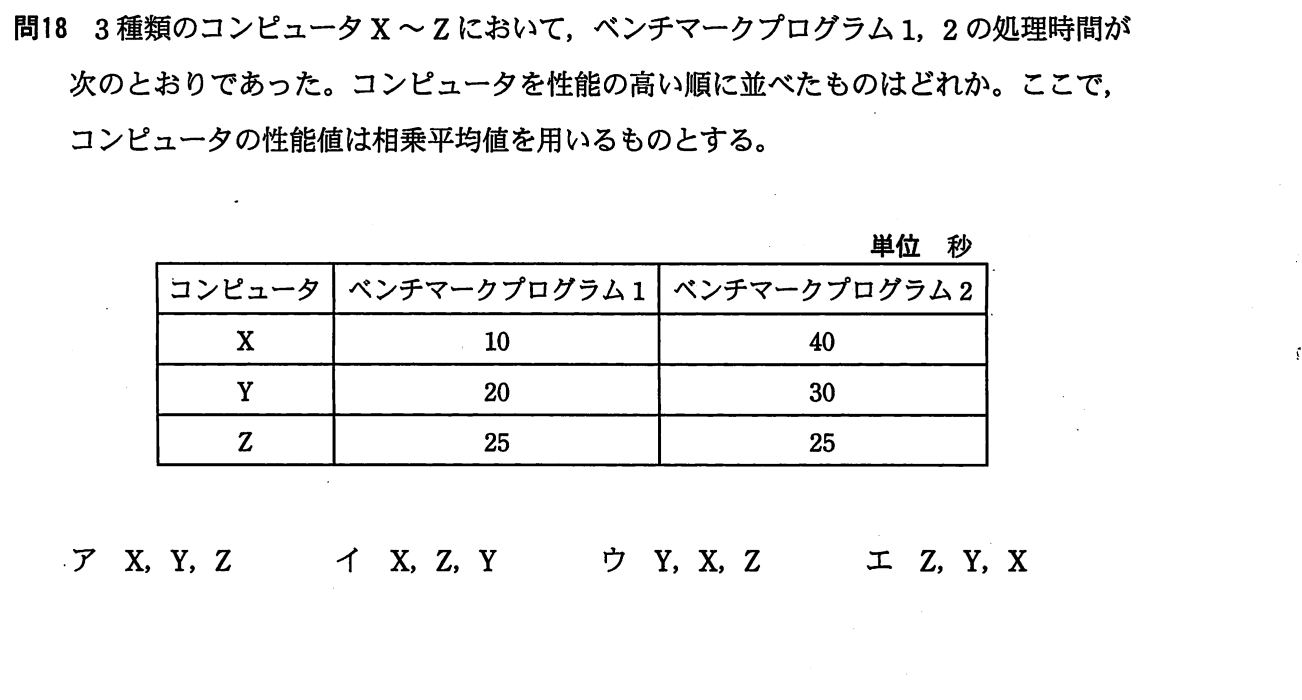 問18 3種類のコンピュータX～Zにおいて，ベンチマークプログラム1，2の処理時間が
次のとおりであった。コンピュータを性能の高い順に並べたものはどれか。ここで，
コンピュータの性能値は相乗平均値を用いるものとする。
単位 秒
コンピュータ ベンチマークプログラム1 ベンチマークプログラム2
X 10 40
Y 20 30
Z 25 25
ア X, Y, Z イ X, Z, Y ウ Y, X, Z エ Z, Y, X